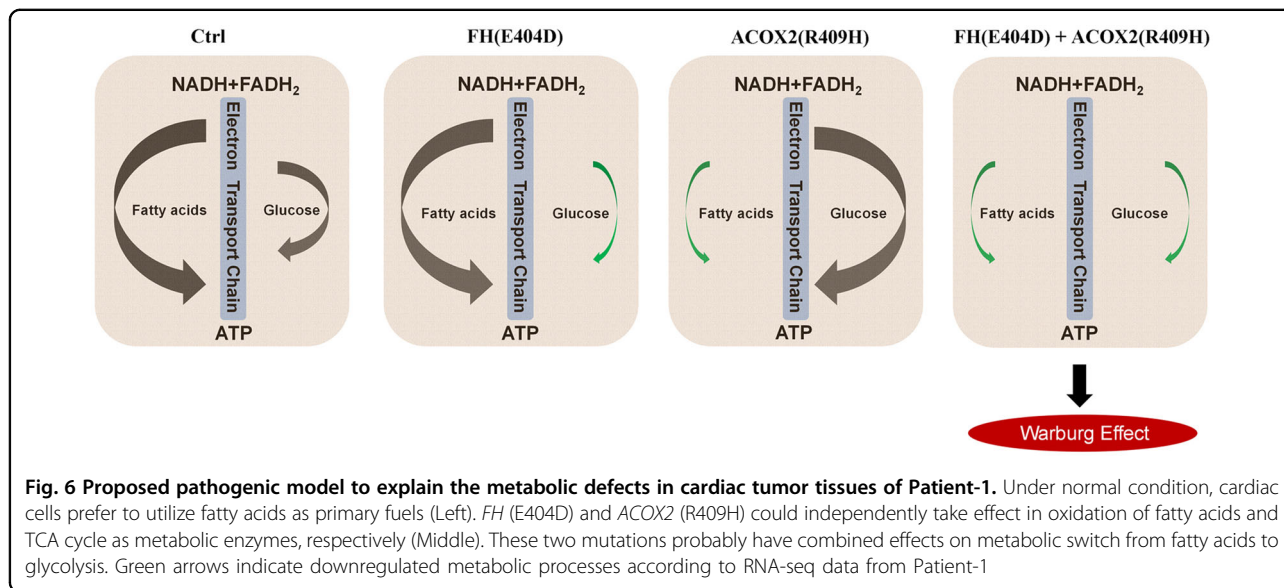 Ctrl
FH(E404D)
ACOX2(R409H)
FH(E404D) + ACOX2(R409H)
NADH+FADH₂
Fatty acids
Electron Transport Chain
Glucose
ATP
NADH+FADH₂
Fatty acids
Electron Transport Chain
Glucose
ATP
NADH+FADH₂
Fatty acids
Electron Transport Chain
Glucose
ATP
NADH+FADH₂
Fatty acids
Electron Transport Chain
Glucose
ATP
Warburg Effect
Fig. 6 Proposed pathogenic model to explain the metabolic defects in cardiac tumor tissues of Patient-1. Under normal condition, cardiac
cells prefer to utilize fatty acids as primary fuels (Left). FH (E404D) and ACOX2 (R409H) could independently take effect in oxidation of fatty acids and
TCA cycle as metabolic enzymes, respectively (Middle). These two mutations probably have combined effects on metabolic switch from fatty acids to
glycolysis. Green arrows indicate downregulated metabolic processes according to RNA-seq data from Patient-1